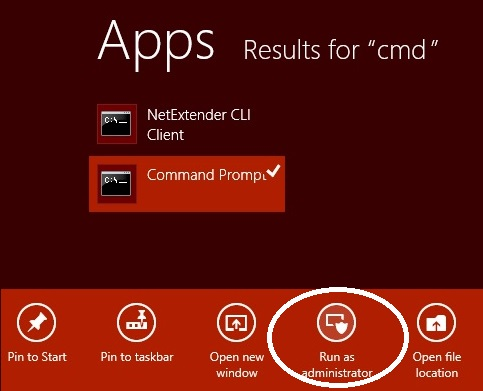 Apps Results for “cmd”
NetExtender CLI
Client
Command Prompt
Pin to Start
Pin to taskbar
Open new
window
Run as
administrator
Open file
location